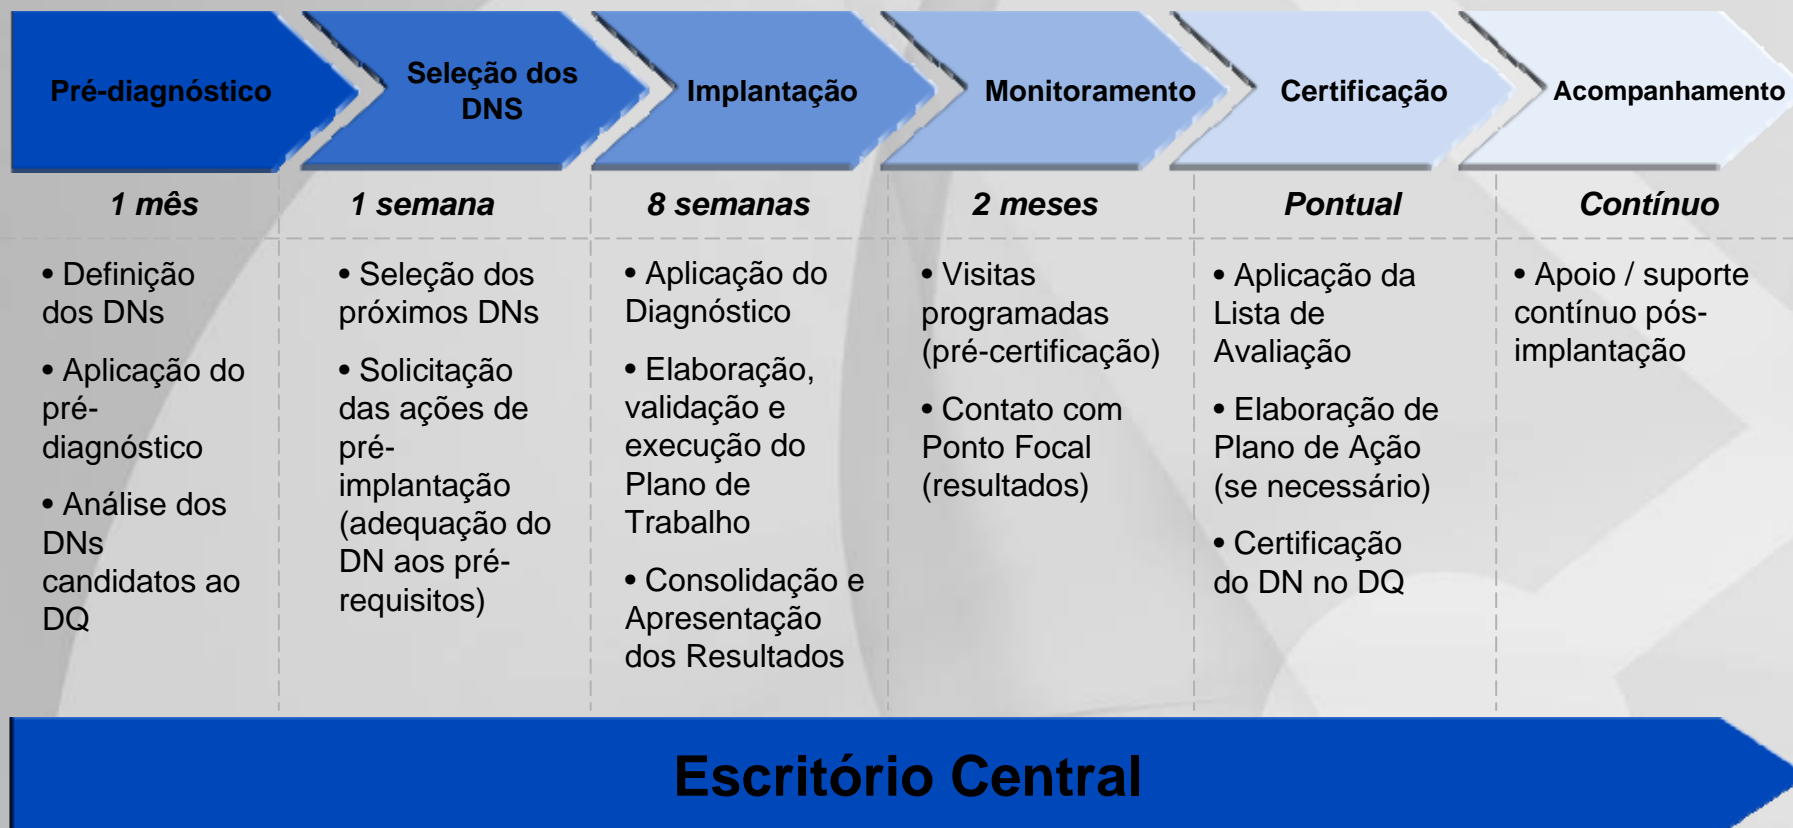 Pré-diagnóstico
Seleção dos
DNS
Implantação
Monitoramento
Certificação
Acompanhamento
1 mês
1 semana
8 semanas
2 meses
Pontual
Contínuo
• Definição
dos DNs
• Aplicação do
pré-
diagnóstico
• Análise dos
DNs
candidatos ao
DQ
• Seleção dos
próximos DNs
• Solicitação
das ações de
pré-
implantação
(adequação do
DN aos pré-
requisitos)
• Aplicação do
Diagnóstico
• Elaboração,
validação e
execução do
Plano de
Trabalho
• Consolidação e
Apresentação
dos Resultados
• Visitas
programadas
(pré-certificação)
• Contato com
Ponto Focal
(resultados)
• Aplicação da
Lista de
Avaliação
• Elaboração de
Plano de Ação
(se necessário)
• Certificação
do DN no DQ
• Apoio / suporte
contínuo pós-
implantação
Escritório Central